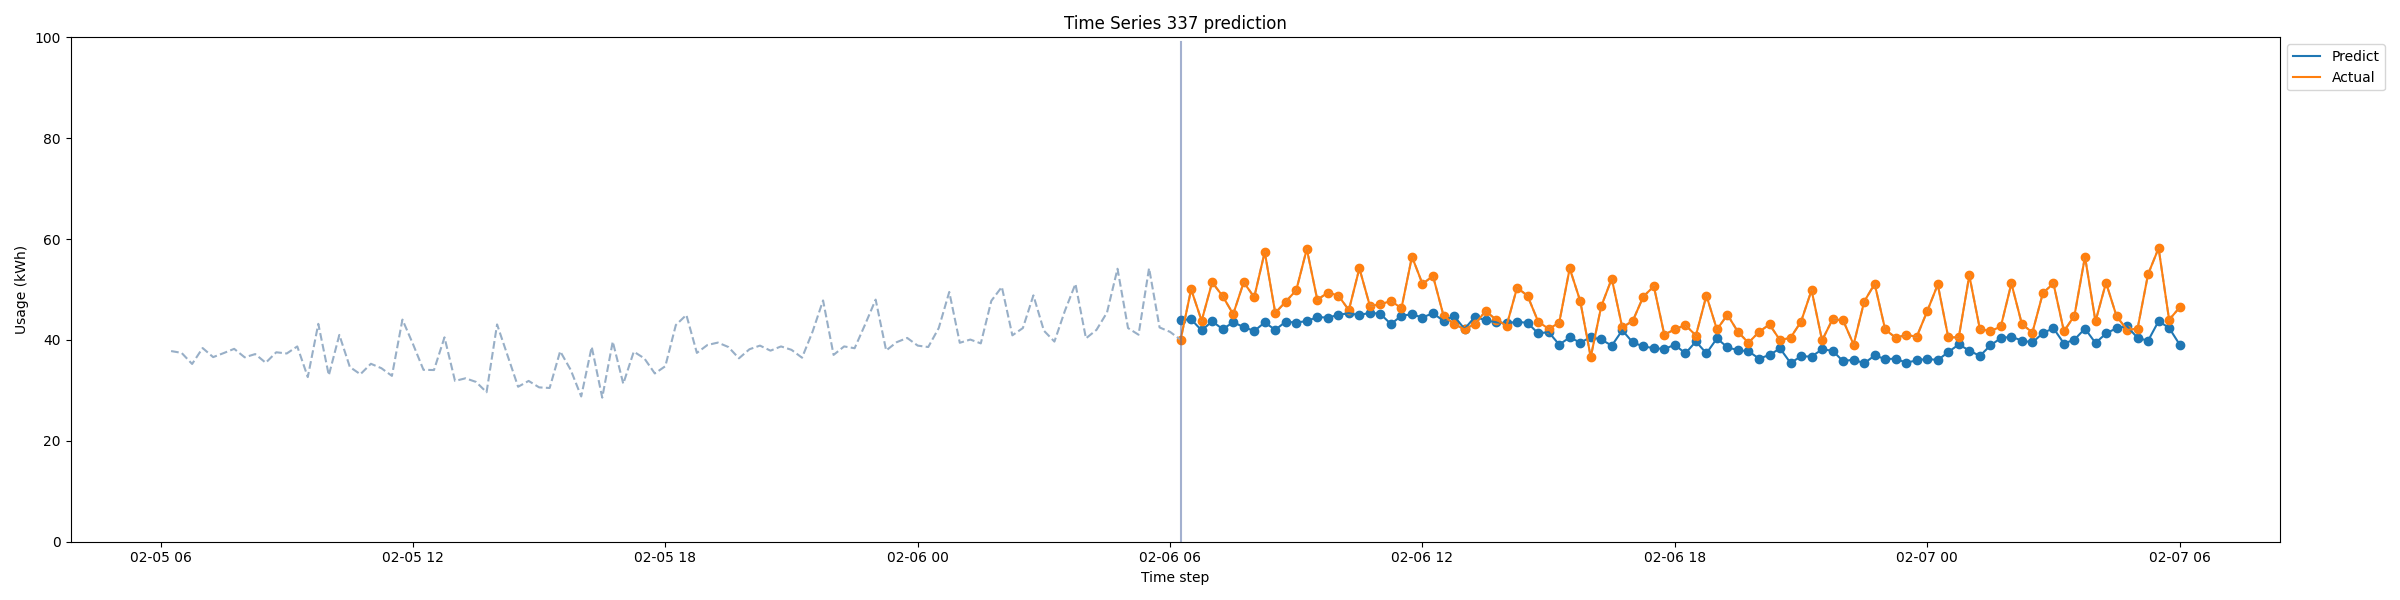 Time Series 337 prediction
100
80
60
40
20
0
Usage (kWh)
02-05 06 02-05 12 02-05 18 02-06 00 02-06 06 02-06 12 02-06 18 02-07 00 02-07 06
Time step
Predict
Actual